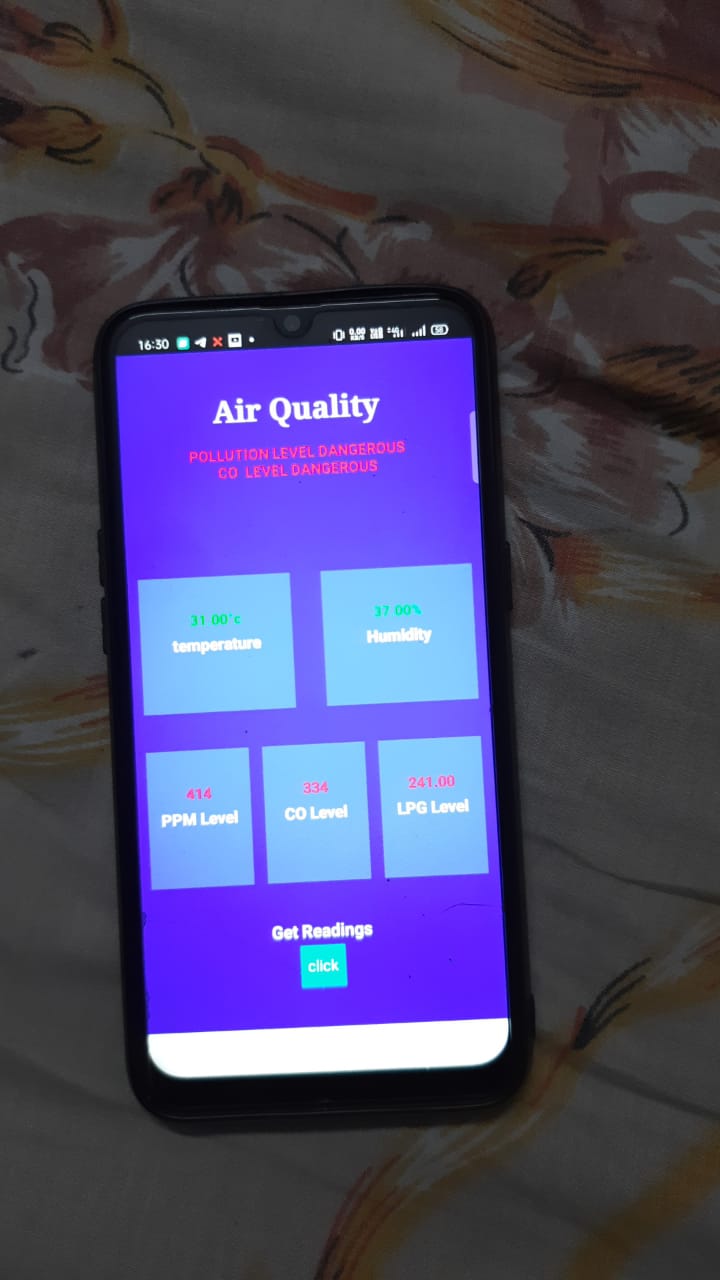 16:30
Air Quality
POLLUTION LEVEL DANGEROUS
CO LEVEL DANGEROUS
31.00°c
temperature
37.00%
Humidity
414
PPM Level
334
CO Level
241.00
LPG Level
Get Readings
click